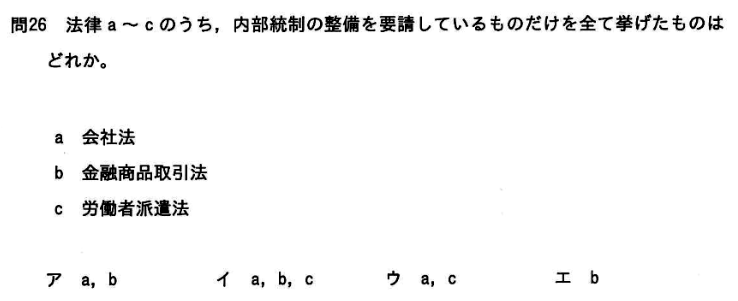 問26 法律a～cのうち，内部統制の整備を要請しているものだけを全て挙げたものは
どれか。
a 会社法
b 金融商品取引法
c 労働者派遣法
ア a，b イ a，b，c ウ a，c エ b